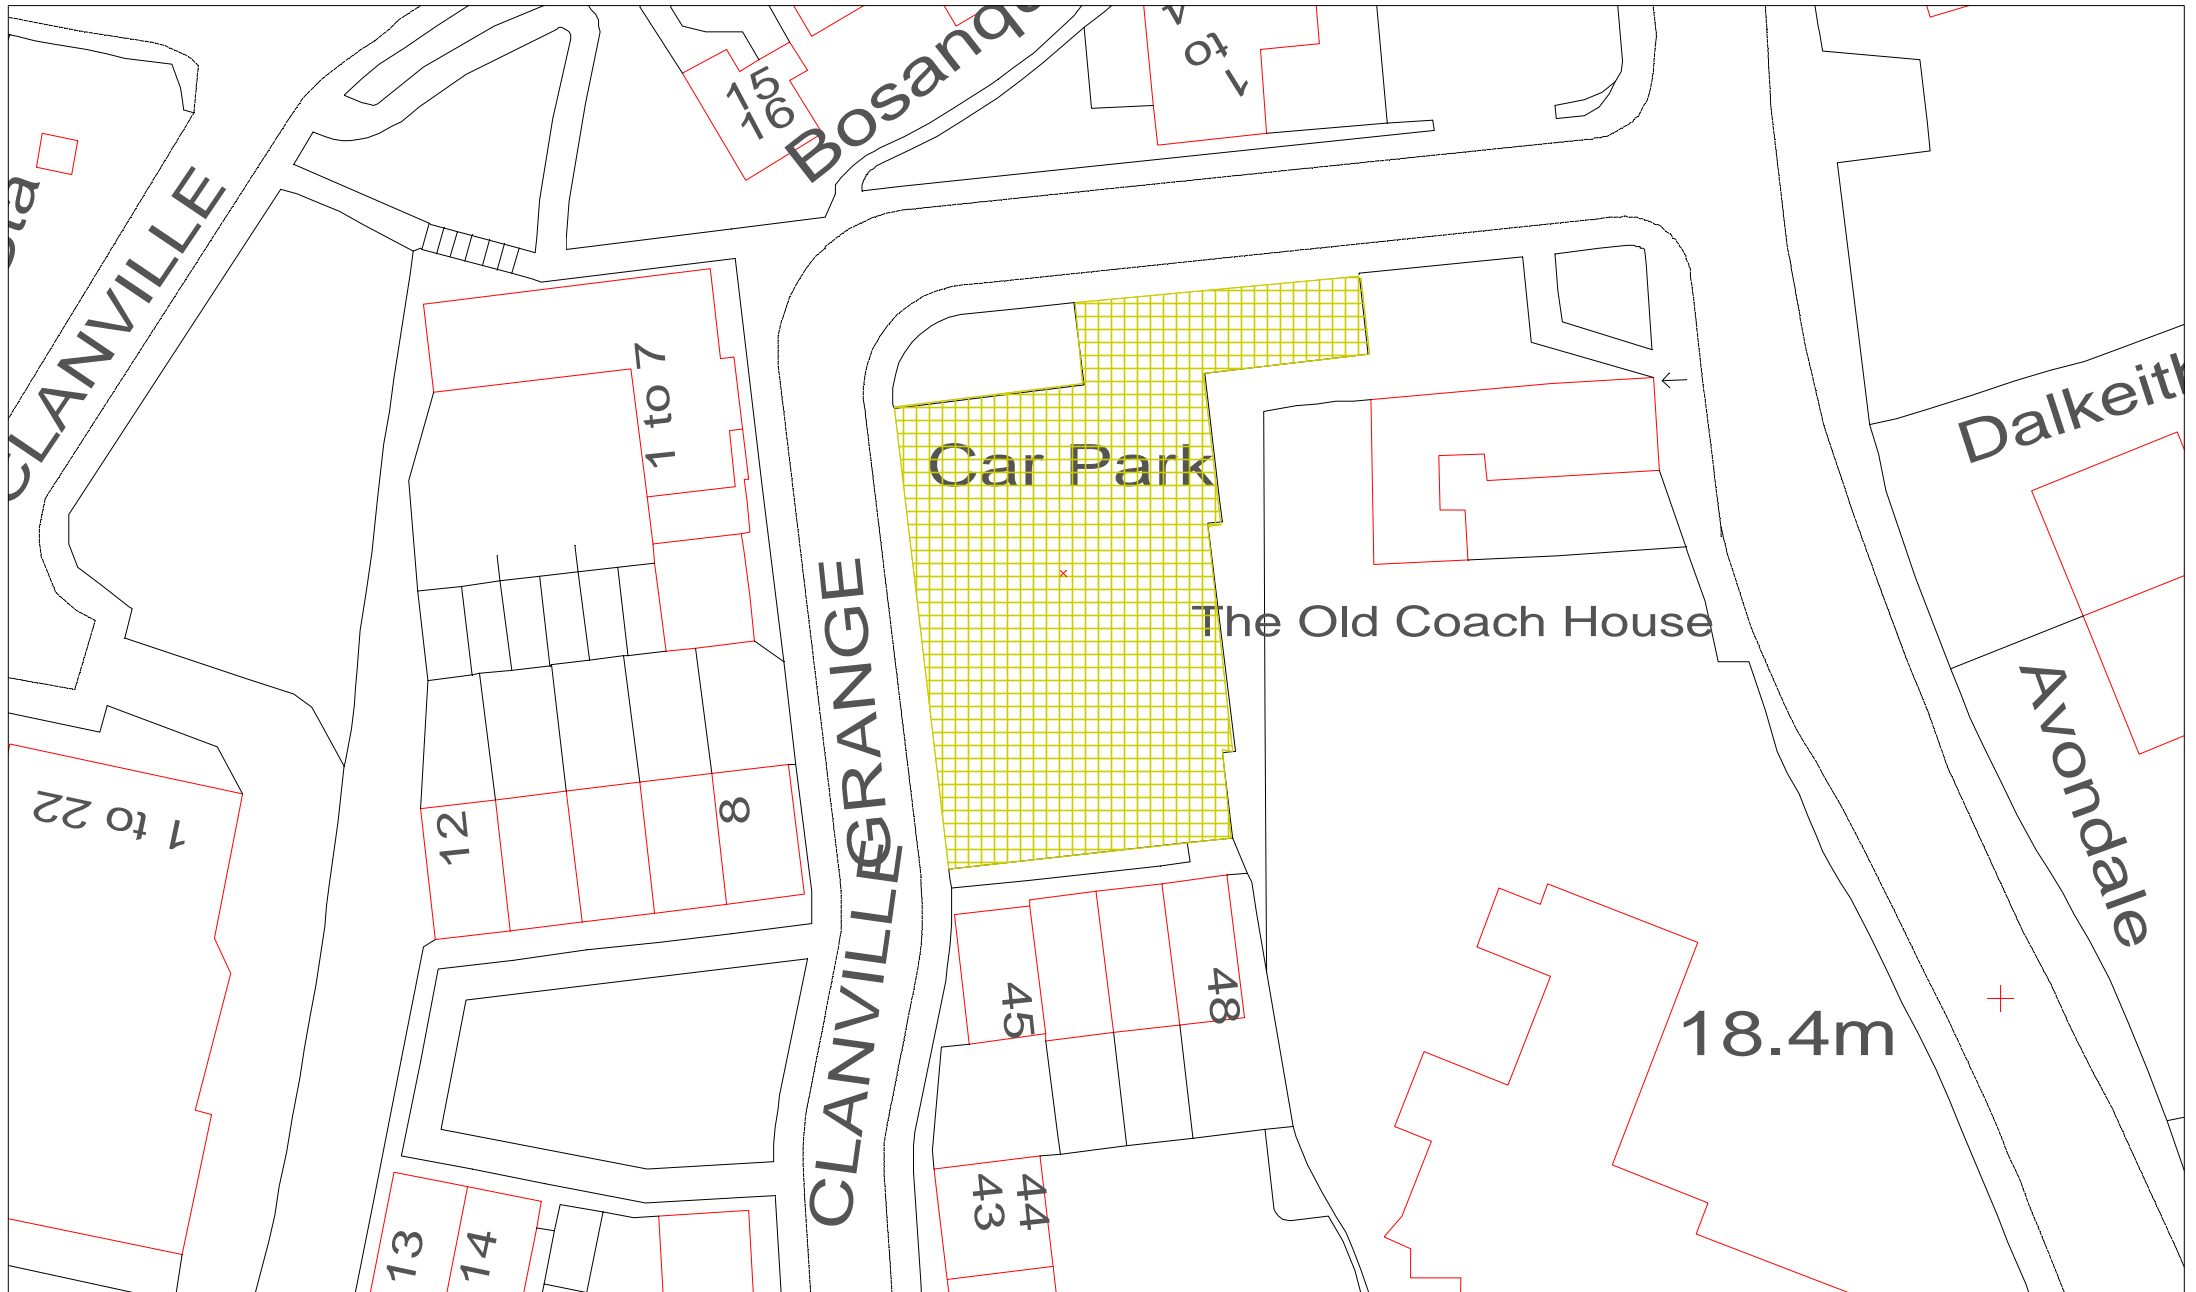 15
16
1 to
CLANVILLE
1 to 7
Car Park
Dalkeith
The Old Coach House
CLANVILLE GRANGE
Avondale
1 to 22
12
8
45
48
18.4m
43
44
13
14